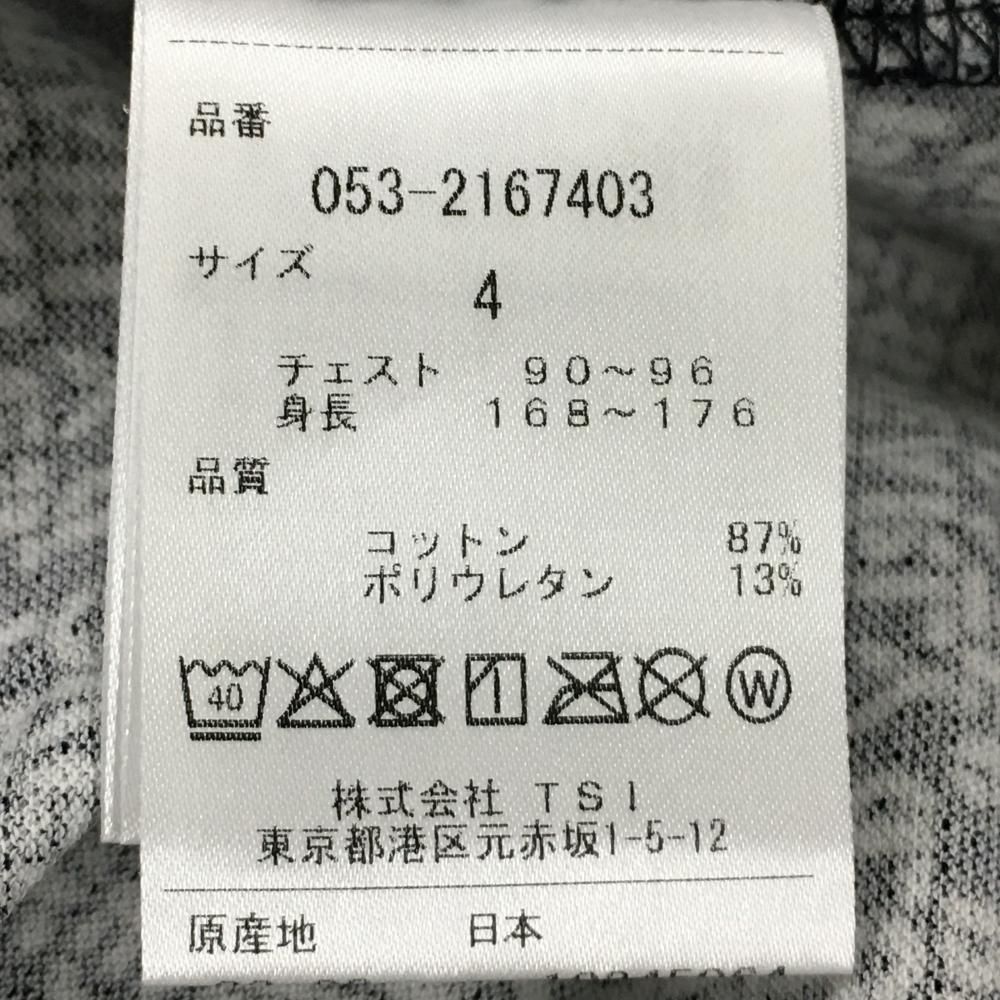 品番
053-2167403
サイズ
4
チェスト 90～96
身長 168～176
品質
コットン 87%
ポリウレタン 13%
40 W
株式会社 TSI
東京都港区元赤坂1-5-12
原産地 日本